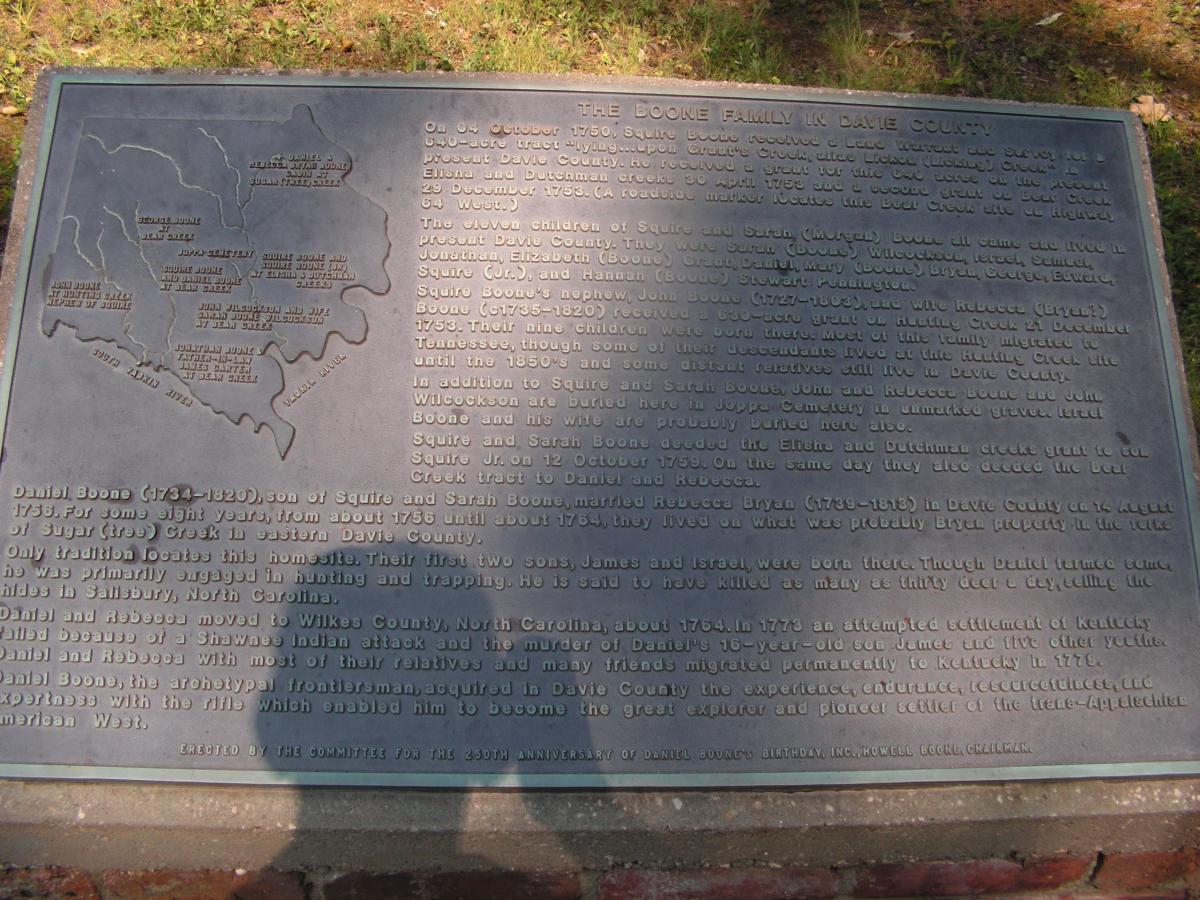 THE BOONE FAMILY IN DAVIE COUNTY
On 04 October 1750, Squire Boone received a Land Warrant and Survey for a
640-acre tract "lying...upon Grant's Creek, alias Lickon (Licking) Creek" in
present Davie County. He received a grant for this 640 acres on the present
Elisha and Dutchman creeks 30 April 1753 and a second grant on Bear Creek
29 December 1753. (A roadside marker locates this Bear Creek site on Highway
64 West.)
The eleven children of Squire and Sarah (Morgan) Boone all came and lived in
present Davie County. They were Sarah (Boone) Wilcockson, Israel, Samuel,
Jonathan, Elizabeth (Boone) Grant, Daniel, Mary (Boone) Bryan, George, Edward,
Squire (Jr.), and Hannah (Boone) Stewart Pennington.
Squire Boone's nephew, John Boone (1727-1803), and wife Rebecca (Bryan?)
Boone (c1735-1820) received a 630-acre grant on Hunting Creek 21 December
1753. Their nine children were born there. Most of this family migrated to
Tennessee, though some of their descendants lived at this Hunting Creek site
until the 1850's and some distant relatives still live in Davie County.
In addition to Squire and Sarah Boone, John and Rebecca Boone and John
Wilcockson are buried here in Joppa Cemetery in unmarked graves. Israel
Boone and his wife are probably buried here also.
Squire and Sarah Boone deeded the Elisha and Dutchman creeks grant to son
Squire Jr. on 12 October 1759. On the same day they also deeded the Bear
Creek tract to Daniel and Rebecca.
DANIEL &
REBECCA BRYAN BOONE
CABIN AT
SUGAR (TREE) CREEK
GEORGE BOONE
AT
BEAR CREEK
JOPPA CEMETERY
SQUIRE BOONE AND
SQUIRE BOONE (JR)
AT ELISHA & DUTCHMAN
CREEKS
SQUIRE BOONE
AND DANIEL BOONE
AT BEAR CREEK
JOHN BOONE
AT HUNTING CREEK
NEPHEW OF SQUIRE
JOHN WILCOCKSON AND WIFE
SARAH BOONE WILCOCKSON
AT BEAR CREEK
JONATHAN BOONE &
FATHER-IN-LAW
JAMES CARTER
AT BEAR CREEK
SOUTH YADKIN RIVER
YADKIN RIVER
Daniel Boone (1734-1820), son of Squire and Sarah Boone, married Rebecca Bryan (1739-1813) in Davie County on 14 August
1756. For some eight years, from about 1756 until about 1764, they lived on what was probably Bryan property in the forks
of Sugar (tree) Creek in eastern Davie County.
Only tradition locates this homesite. Their first two sons, James and Israel, were born there. Though Daniel farmed some,
he was primarily engaged in hunting and trapping. He is said to have killed as many as thirty deer a day, selling the
hides in Salisbury, North Carolina.
Daniel and Rebecca moved to Wilkes County, North Carolina, about 1764. In 1773 an attempted settlement of Kentucky
failed because of a Shawnee Indian attack and the murder of Daniel's 16-year-old son James and five other youths.
Daniel and Rebecca with most of their relatives and many friends migrated permanently to Kentucky in 1779.
Daniel Boone, the archetypal frontiersman, acquired in Davie County the experience, endurance, resourcefulness, and
expertness with the rifle which enabled him to become the great explorer and pioneer settler of the trans-Appalachian
American West.
ERECTED BY THE COMMITTEE FOR THE 250TH ANNIVERSARY OF DANIEL BOONE'S BIRTHDAY, INC., HOWELL BOONE, CHAIRMAN.